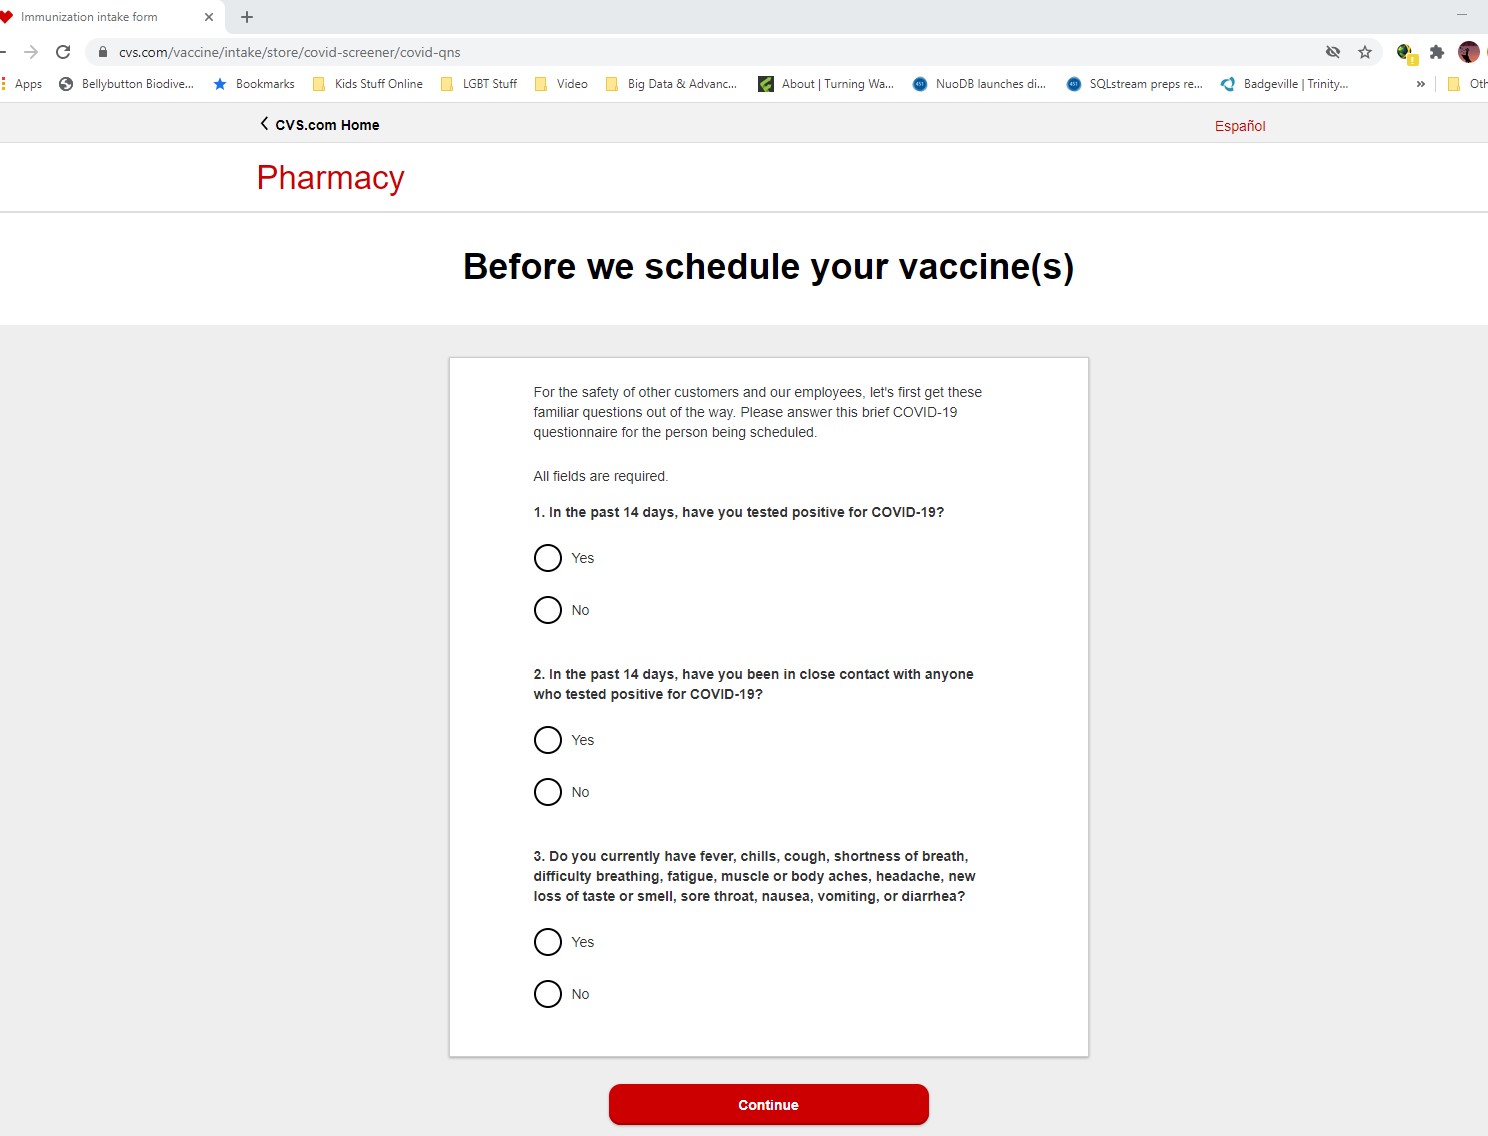 Immunization intake form
cvs.com/vaccine/intake/store/covid-screener/covid-qns
Apps Bellybutton Biodive... Bookmarks Kids Stuff Online LGBT Stuff Video Big Data & Advanc... About | Turning Wa... NuoDB launches di... SQLstream preps re... Badgeville | Trinity... » Oth
CVS.com Home Español
Pharmacy
Before we schedule your vaccine(s)
For the safety of other customers and our employees, let's first get these
familiar questions out of the way. Please answer this brief COVID-19
questionnaire for the person being scheduled.
All fields are required.
1. In the past 14 days, have you tested positive for COVID-19?
Yes
No
2. In the past 14 days, have you been in close contact with anyone
who tested positive for COVID-19?
Yes
No
3. Do you currently have fever, chills, cough, shortness of breath,
difficulty breathing, fatigue, muscle or body aches, headache, new
loss of taste or smell, sore throat, nausea, vomiting, or diarrhea?
Yes
No
Continue